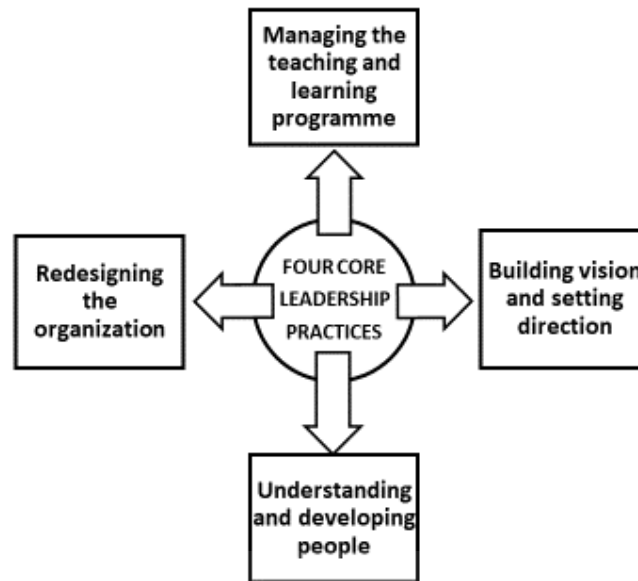 Managing the
teaching and
learning
programme
Redesigning
the
organization
FOUR CORE
LEADERSHIP
PRACTICES
Building vision
and setting
direction
Understanding
and developing
people